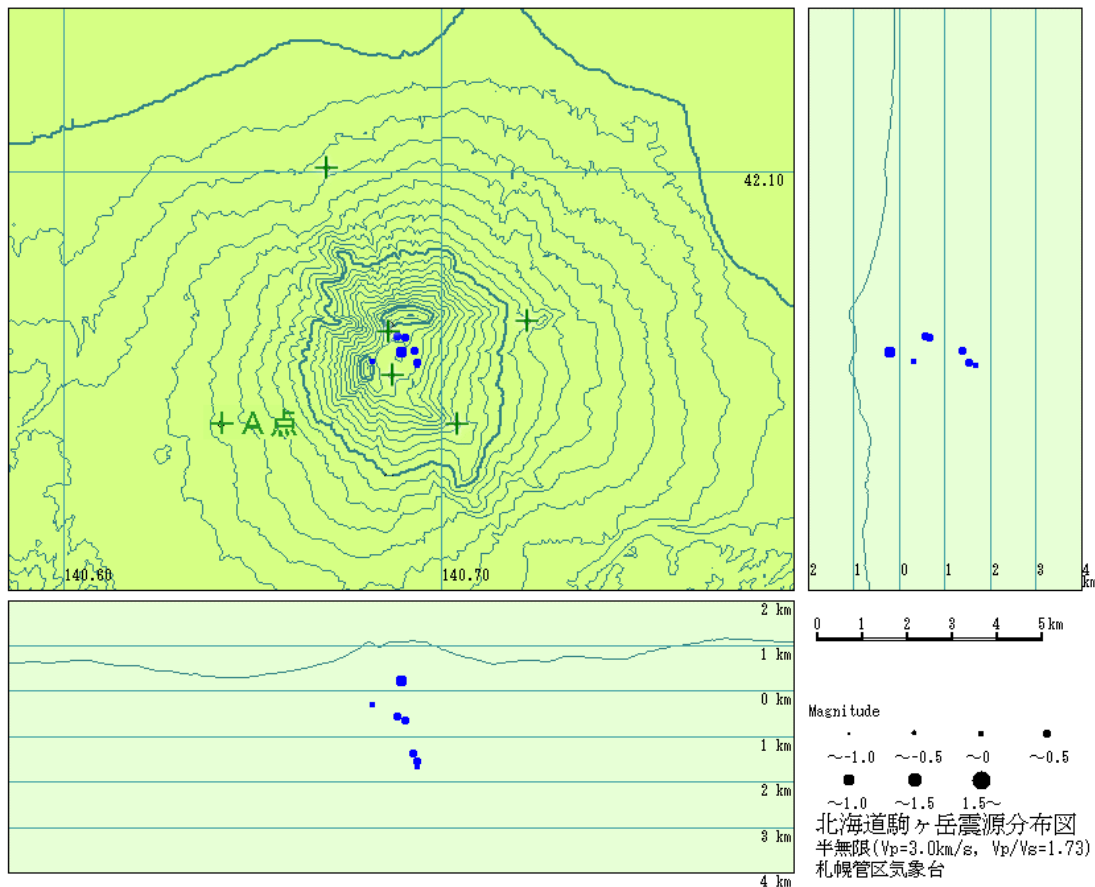 42.10
A点
140.60
140.70
2 1 0 1 2 3 4
km
2 km
1 km
0 km
1 km
2 km
3 km
4 km
0 1 2 3 4 5km
Magnitude
～-1.0 ～-0.5 ～0 ～0.5
～1.0 ～1.5 1.5～
北海道駒ヶ岳震源分布図
半無限(Vp=3.0km/s, Vp/Vs=1.73)
札幌管区気象台